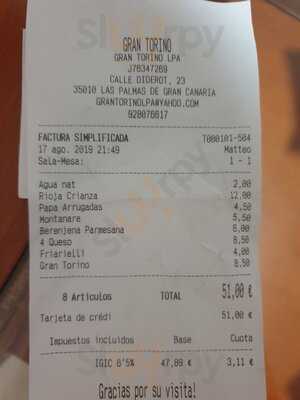 GRAN TORINO
GRAN TORINO LPA
J76347269
CALLE DIDEROT, 23
35010 LAS PALMAS DE GRAN CANARIA
GRANTORINOLPA@YAHOO.COM
928076617
FACTURA SIMPLIFICADA T000101-564
17 ago. 2019 21:49 Matteo
Sala-Mesa: 1 - 1
Agua nat 2,00
Rioja Crianza 12,00
Papa Arrugadas 4,50
Montanare 5,50
Berenjena Parmesana 6,00
4 Queso 8,50
Friarielli 4,00
Gran Torino 8,50
8 Articulos TOTAL 51,00 €
Tarjeta de crédi 51,00 €
Impuestos incluidos Base Cuota
IGIC 6'5% 47,89 € 3,11 €
Gracias por su visita!